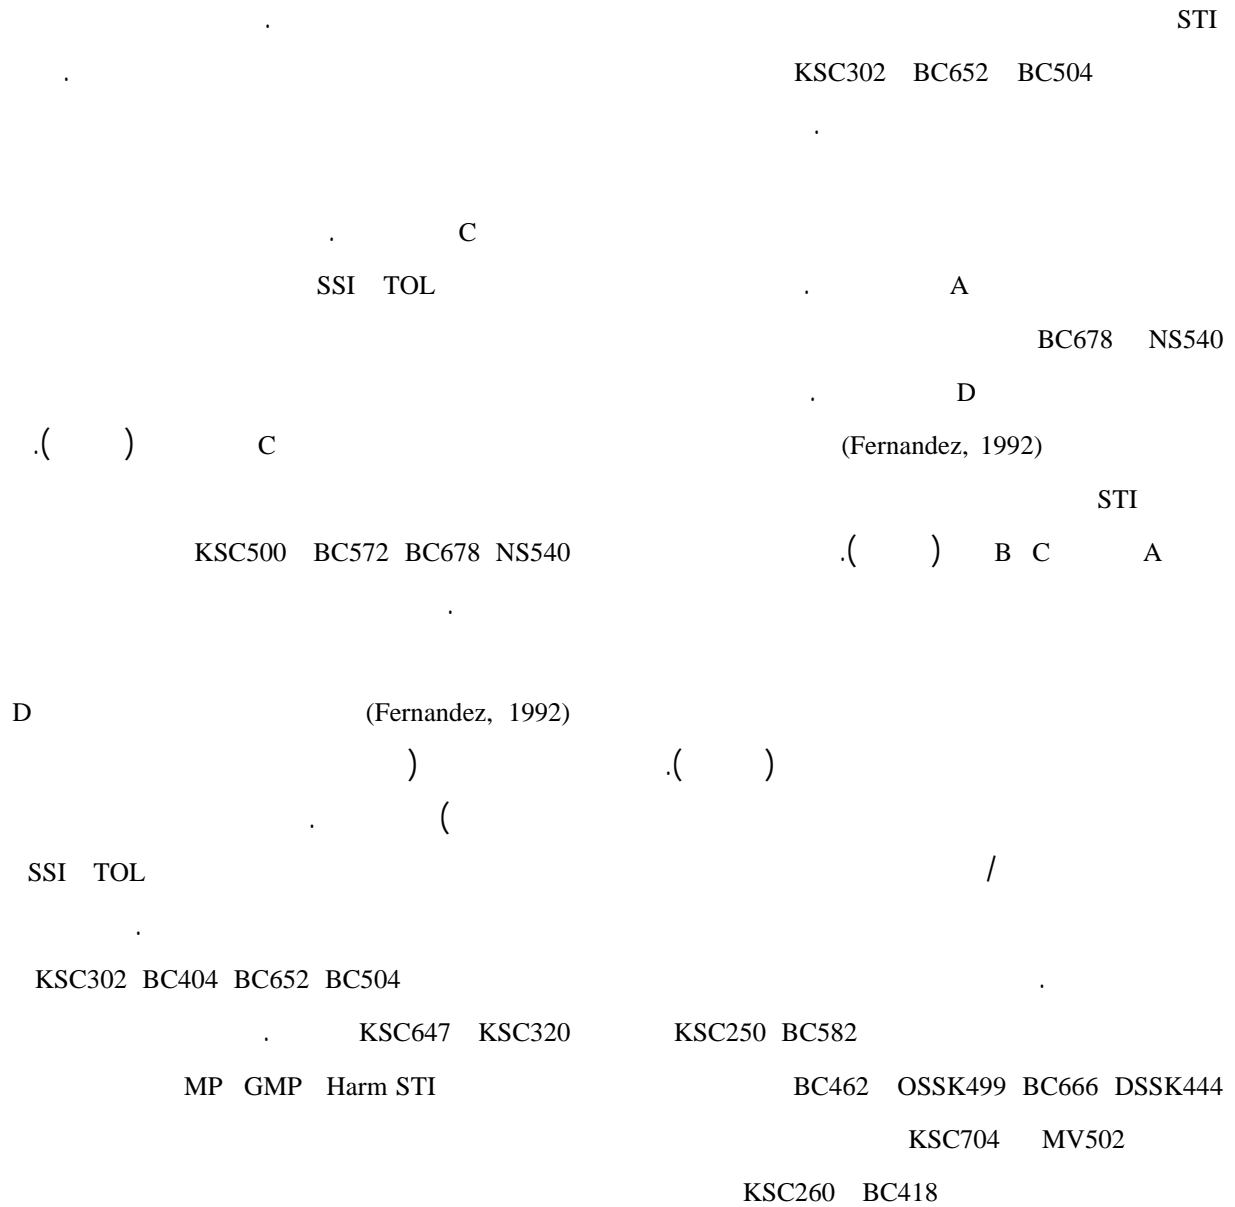 STI
KSC302 BC652 BC504
.
. A
BC678 NS540
. D
(Fernandez, 1992)
STI
.( ) B C A
.( )
/
.
KSC250 BC582
BC462 OSSK499 BC666 DSSK444
KSC704 MV502
KSC260 BC418
.
.
. C
SSI TOL
.( ) C
KSC500 BC572 BC678 NS540
.
D (Fernandez, 1992)
)
. (
SSI TOL
.
KSC302 BC404 BC652 BC504
. KSC647 KSC320
MP GMP Harm STI